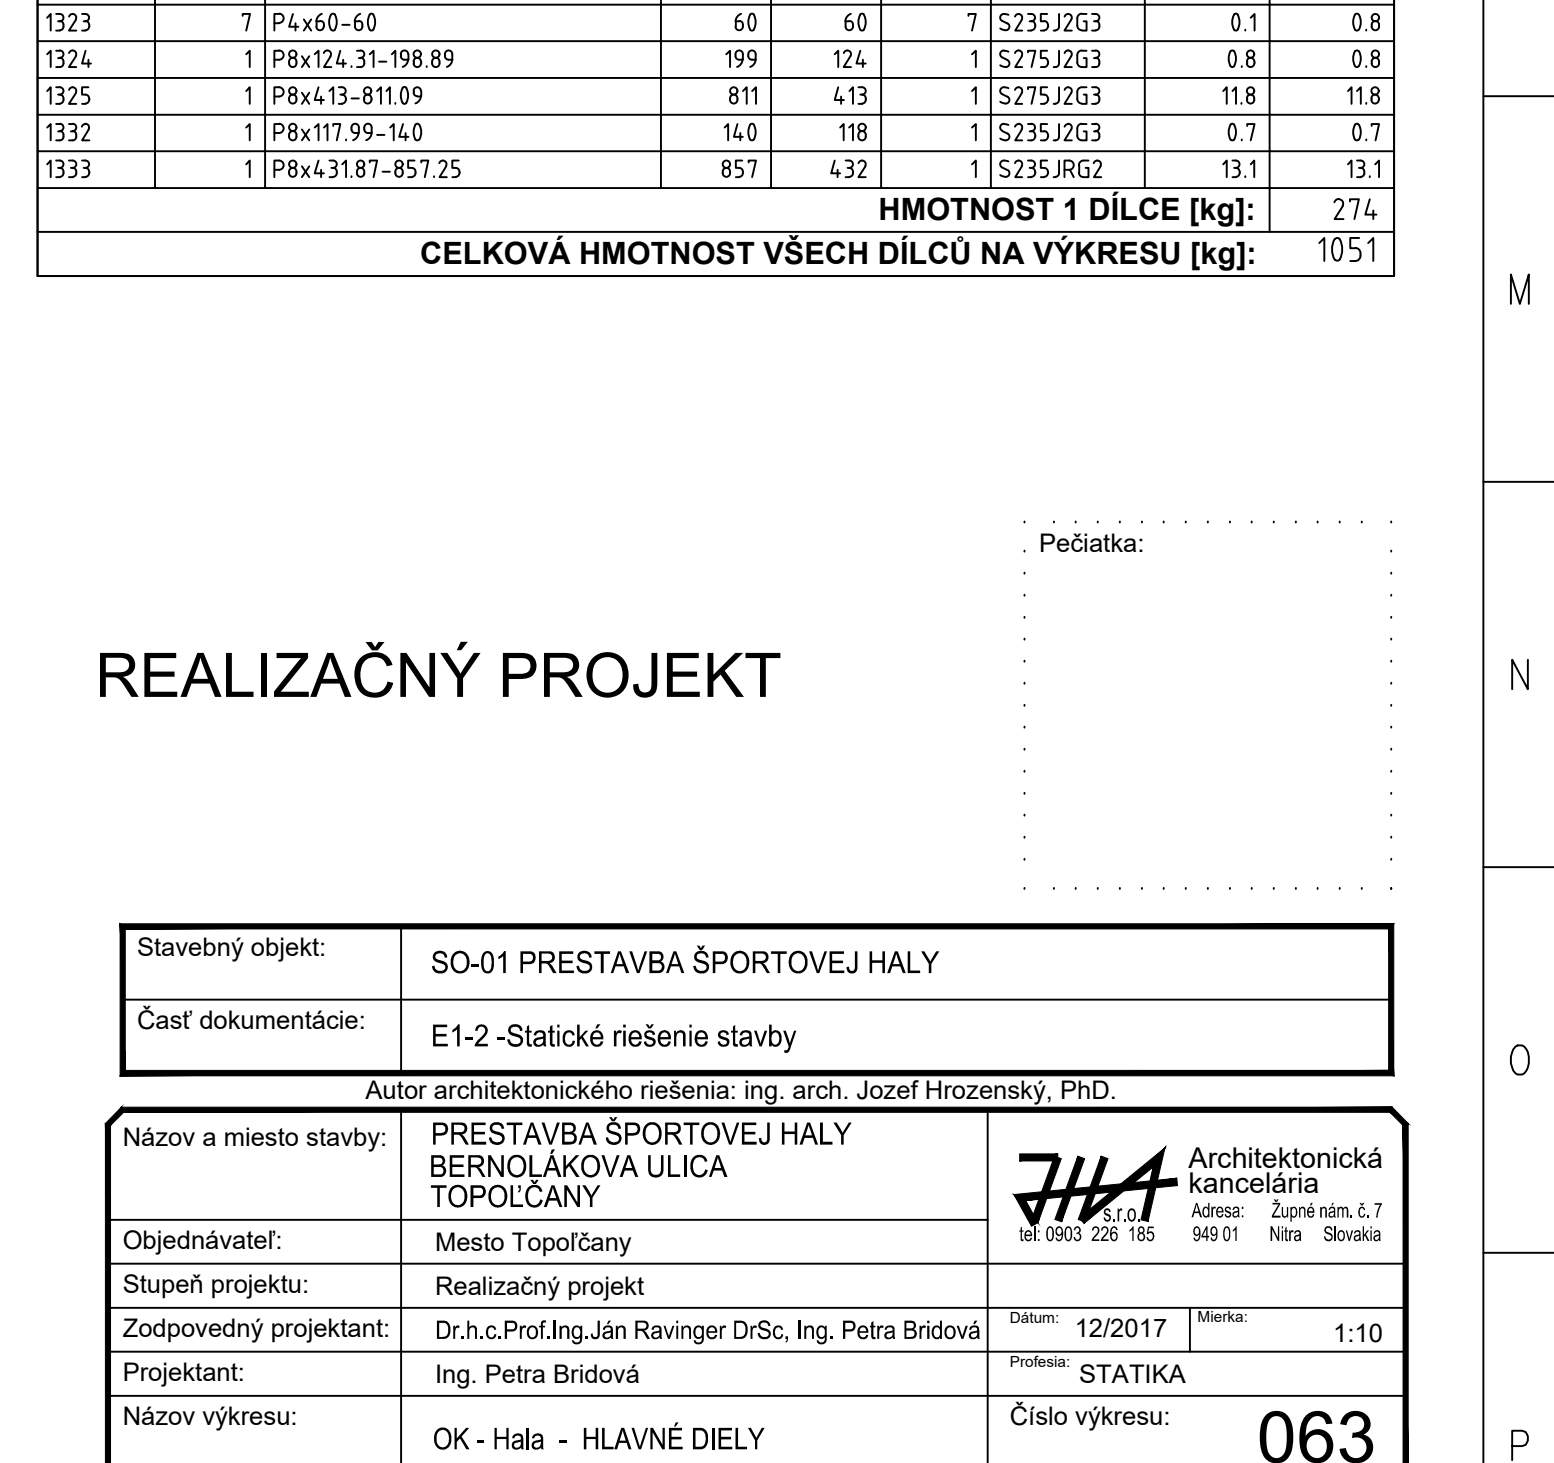 1323 7 P4x60-60 60 60 7 S235J2G3 0.1 0.8
1324 1 P8x124.31-198.89 199 124 1 S275J2G3 0.8 0.8
1325 1 P8x413-811.09 811 413 1 S275J2G3 11.8 11.8
1332 1 P8x117.99-140 140 118 1 S235J2G3 0.7 0.7
1333 1 P8x431.87-857.25 857 432 1 S235JRG2 13.1 13.1
HMOTNOST 1 DÍLCE [kg]: 274
CELKOVÁ HMOTNOST VŠECH DÍLCŮ NA VÝKRESU [kg]: 1051
M
Pečiatka:
REALIZAČNÝ PROJEKT
N
Stavebný objekt: SO-01 PRESTAVBA ŠPORTOVEJ HALY
Časť dokumentácie: E1-2 -Statické riešenie stavby
O
Autor architektonického riešenia: ing. arch. Jozef Hrozenský, PhD.
Názov a miesto stavby: PRESTAVBA ŠPORTOVEJ HALY
BERNOLÁKOVA ULICA
TOPOĽČANY
JHA s.r.o.
tel: 0903 226 185
Architektonická
kancelária
Adresa: Župné nám. č. 7
949 01 Nitra Slovakia
Objednávateľ: Mesto Topoľčany
Stupeň projektu: Realizačný projekt
Zodpovedný projektant: Dr.h.c.Prof.Ing.Ján Ravinger DrSc, Ing. Petra Bridová Dátum: 12/2017 Mierka: 1:10
Projektant: Ing. Petra Bridová Profesia: STATIKA
Názov výkresu: OK - Hala - HLAVNÉ DIELY Číslo výkresu: 063
P